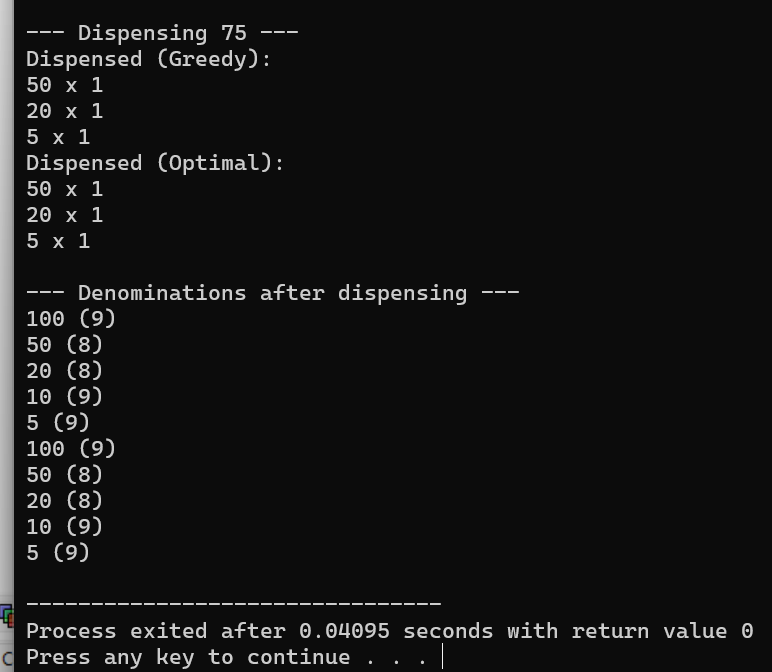 --- Dispensing 75 ---
Dispensed (Greedy):
50 x 1
20 x 1
5 x 1
Dispensed (Optimal):
50 x 1
20 x 1
5 x 1
--- Denominations after dispensing ---
100 (9)
50 (8)
20 (8)
10 (9)
5 (9)
100 (9)
50 (8)
20 (8)
10 (9)
5 (9)
--------------------------------
Process exited after 0.04095 seconds with return value 0
Press any key to continue . . .